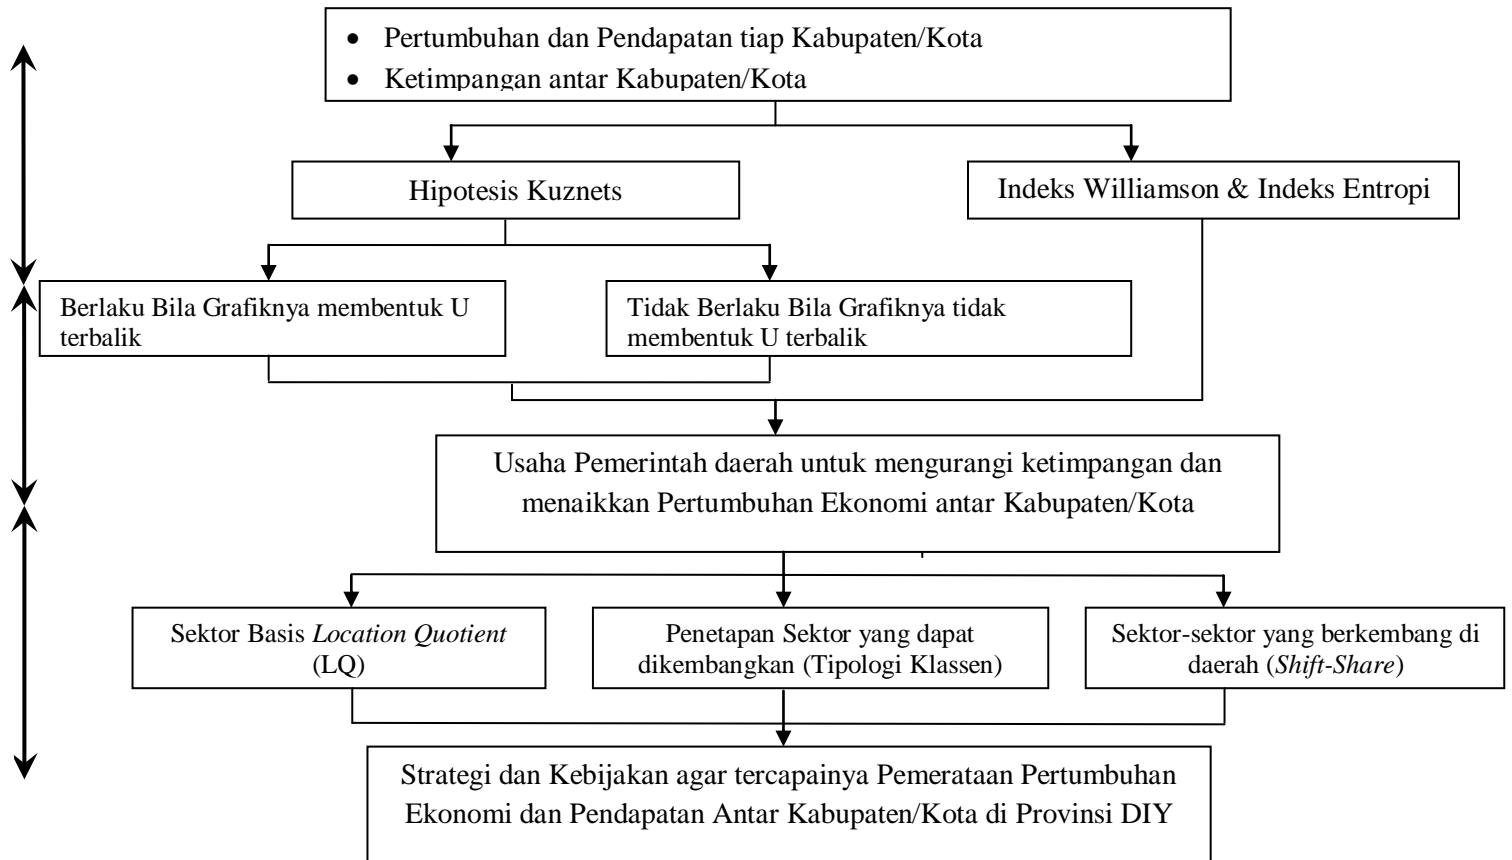 • Pertumbuhan dan Pendapatan tiap Kabupaten/Kota
• Ketimpangan antar Kabupaten/Kota
Hipotesis Kuznets
Indeks Williamson & Indeks Entropi
Berlaku Bila Grafiknya membentuk U
terbalik
Tidak Berlaku Bila Grafiknya tidak
membentuk U terbalik
Usaha Pemerintah daerah untuk mengurangi ketimpangan dan
menaikkan Pertumbuhan Ekonomi antar Kabupaten/Kota
Sektor Basis Location Quotient
(LQ)
Penetapan Sektor yang dapat
dikembangkan (Tipologi Klassen)
Sektor-sektor yang berkembang di
daerah (Shift-Share)
Strategi dan Kebijakan agar tercapainya Pemerataan Pertumbuhan
Ekonomi dan Pendapatan Antar Kabupaten/Kota di Provinsi DIY